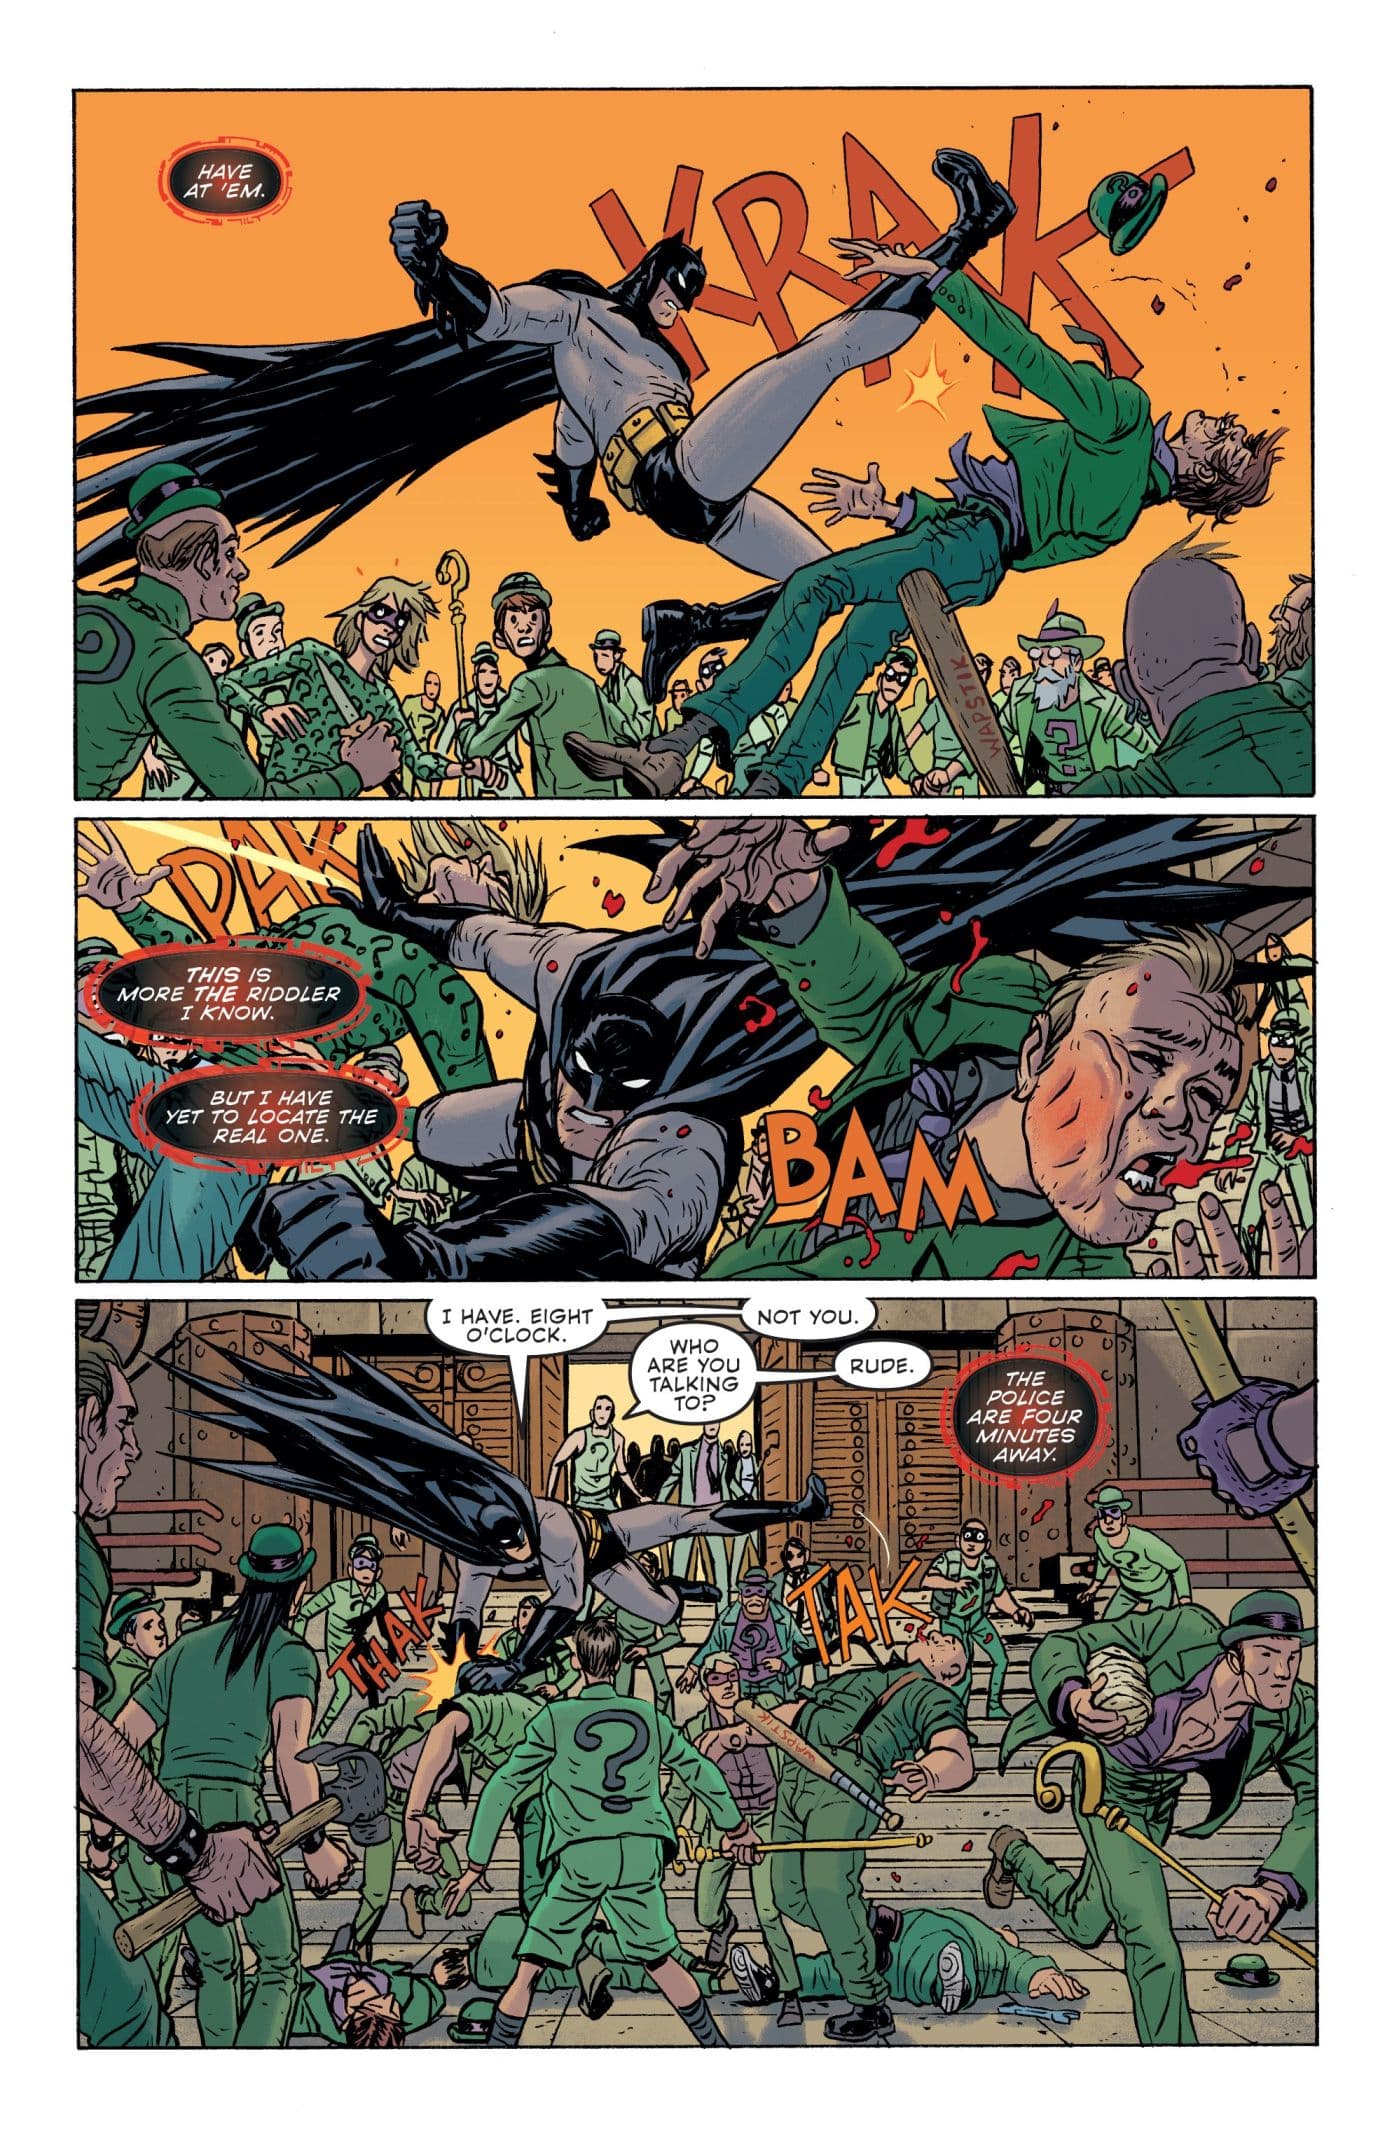 HAVE
AT 'EM.
KRAK
WAPSTIK
?
PAK
THIS IS
MORE THE RIDDLER
I KNOW.
BUT I HAVE
YET TO LOCATE THE
REAL ONE.
BAM
I HAVE. EIGHT
O'CLOCK.
NOT YOU.
WHO
ARE YOU
TALKING
TO?
RUDE.
THE
POLICE
ARE FOUR
MINUTES
AWAY.
THAK
TAK
WAPSTIK
?